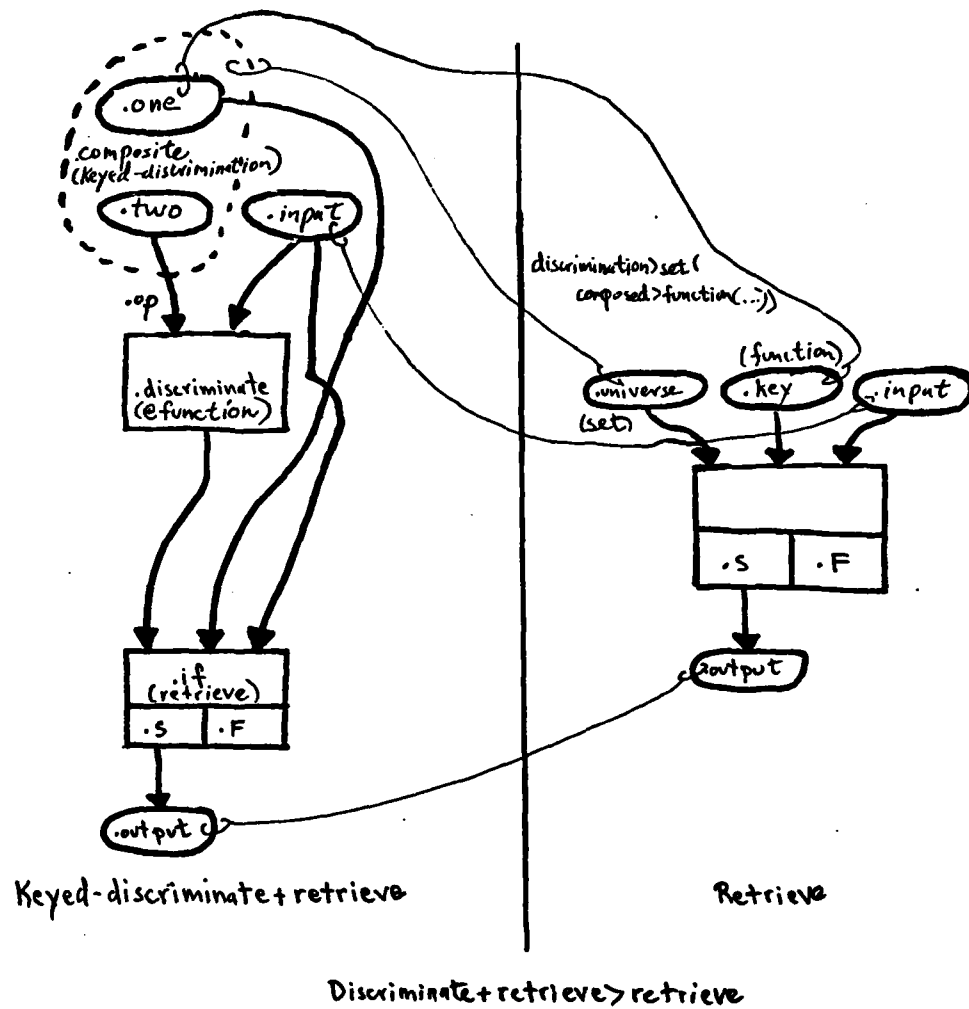 .one
.composite
(Keyed-discrimination)
.two
.input
.op
.discriminate
(@function)
.if
(retrieve)
.S
.F
.output
Keyed-discriminate+retrieve
discrimination>set(
composed>function(...))
(function)
.universe
.key
.input
(set)
.S
.F
.output
Retrieve
Discriminate+retrieve>retrieve